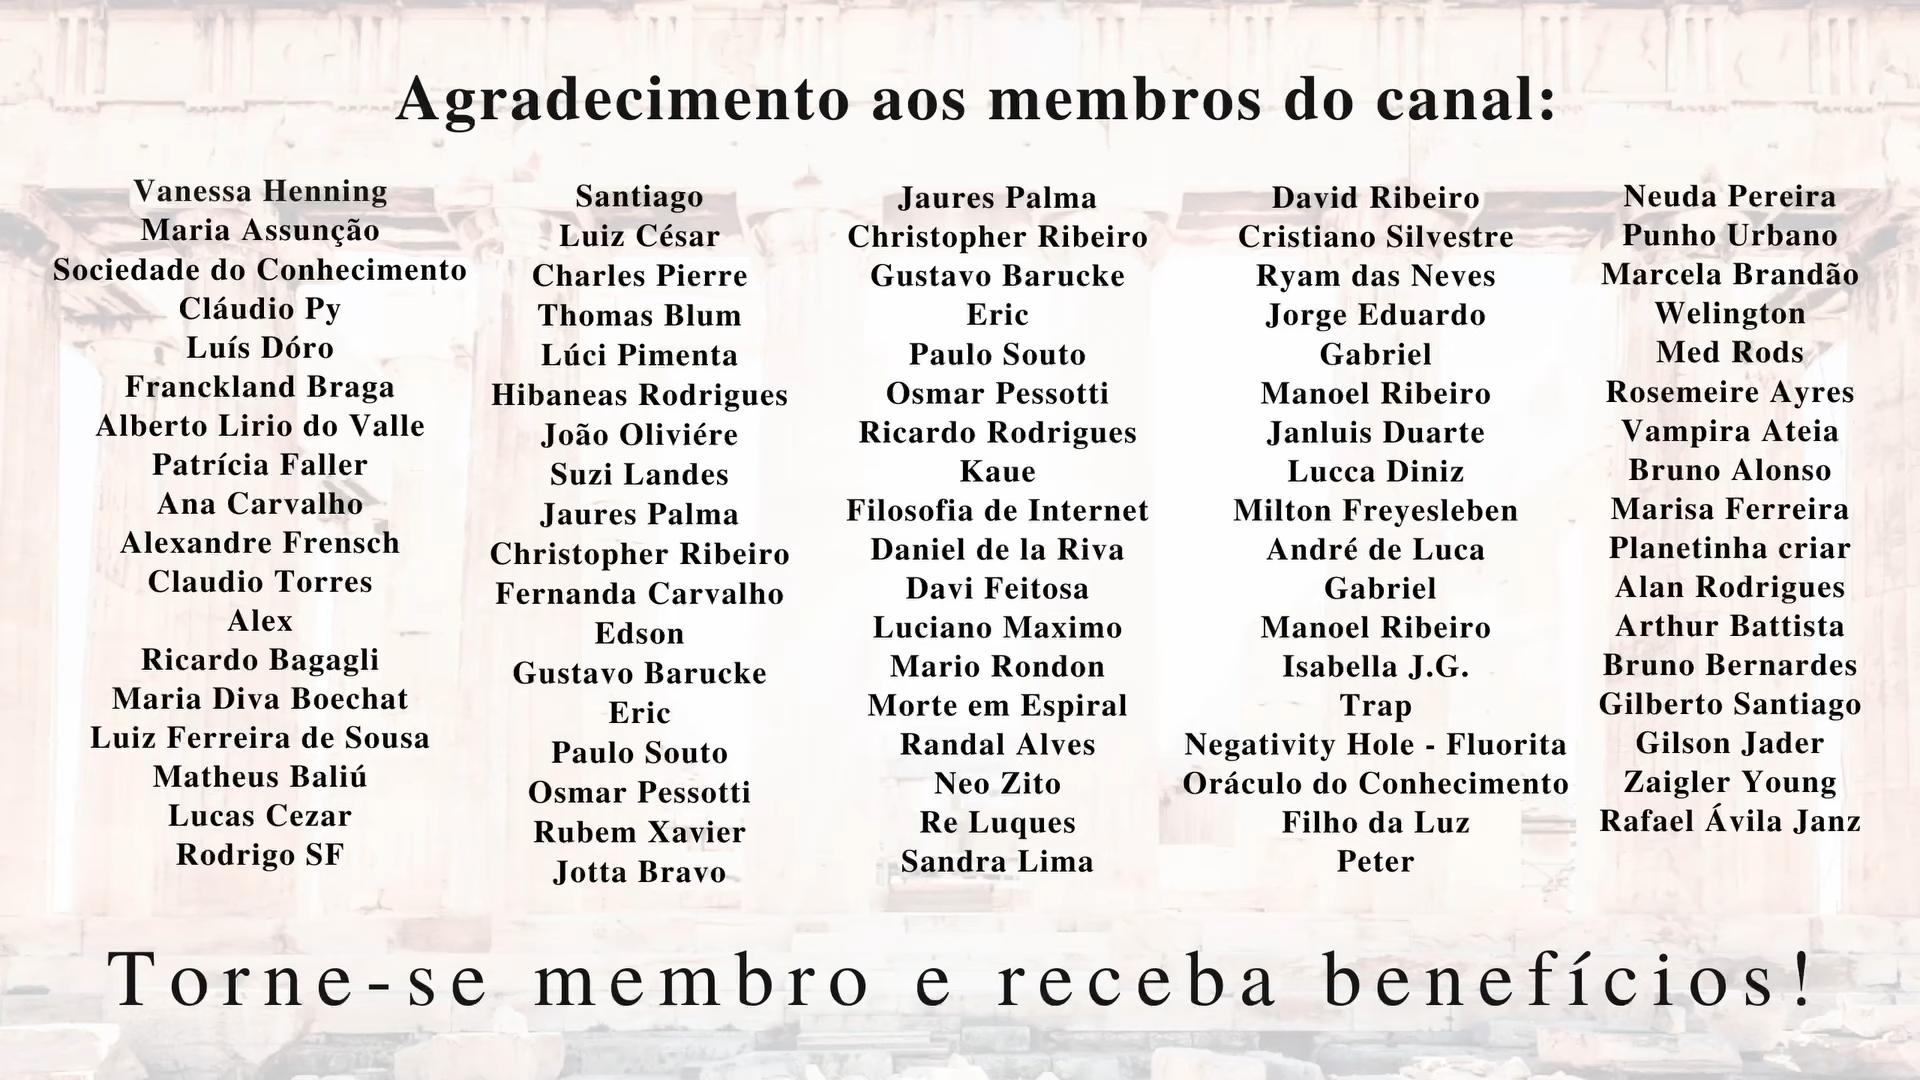 Agradecimento aos membros do canal:
Vanessa Henning
Maria Assunção
Sociedade do Conhecimento
Cláudio Py
Luís Dóro
Franckland Braga
Alberto Lirio do Valle
Patrícia Faller
Ana Carvalho
Alexandre Frensch
Claudio Torres
Alex
Ricardo Bagagli
Maria Diva Boechat
Luiz Ferreira de Sousa
Matheus Baliú
Lucas Cezar
Rodrigo SF
Santiago
Luiz César
Charles Pierre
Thomas Blum
Lúci Pimenta
Hibaneas Rodrigues
João Oliviére
Suzi Landes
Jaures Palma
Christopher Ribeiro
Fernanda Carvalho
Edson
Gustavo Barucke
Eric
Paulo Souto
Osmar Pessotti
Rubem Xavier
Jotta Bravo
Jaures Palma
Christopher Ribeiro
Gustavo Barucke
Eric
Paulo Souto
Osmar Pessotti
Ricardo Rodrigues
Kaue
Filosofia de Internet
Daniel de la Riva
Davi Feitosa
Luciano Maximo
Mario Rondon
Morte em Espiral
Randal Alves
Neo Zito
Re Luques
Sandra Lima
David Ribeiro
Cristiano Silvestre
Ryam das Neves
Jorge Eduardo
Gabriel
Manoel Ribeiro
Janluis Duarte
Lucca Diniz
Milton Freyesleben
André de Luca
Gabriel
Manoel Ribeiro
Isabella J.G.
Trap
Negativity Hole - Fluorita
Oráculo do Conhecimento
Filho da Luz
Peter
Neuda Pereira
Punho Urbano
Marcela Brandão
Welington
Med Rods
Rosemeire Ayres
Vampira Ateia
Bruno Alonso
Marisa Ferreira
Planetinha criar
Alan Rodrigues
Arthur Battista
Bruno Bernardes
Gilberto Santiago
Gilson Jader
Zaigler Young
Rafael Ávila Janz
Torne-se membro e receba benefícios!